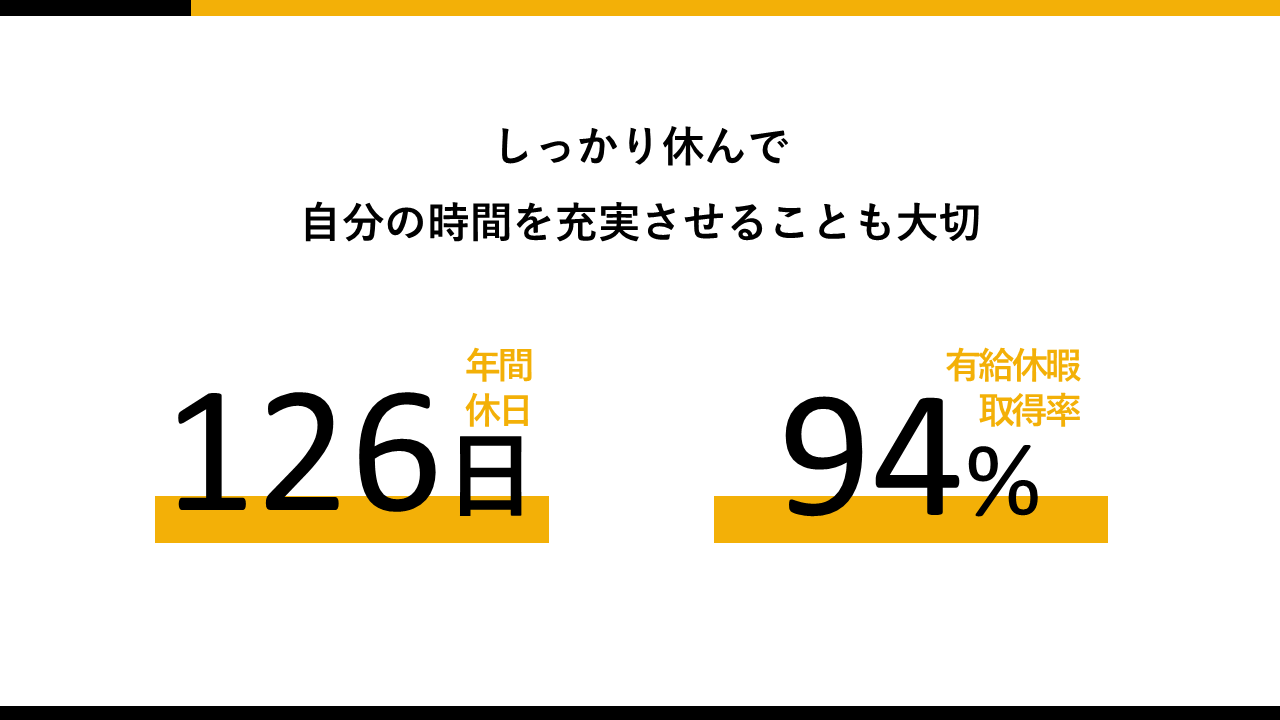 しっかり休んで
自分の時間を充実させることも大切
年間
休日
126日
有給休暇
取得率
94%